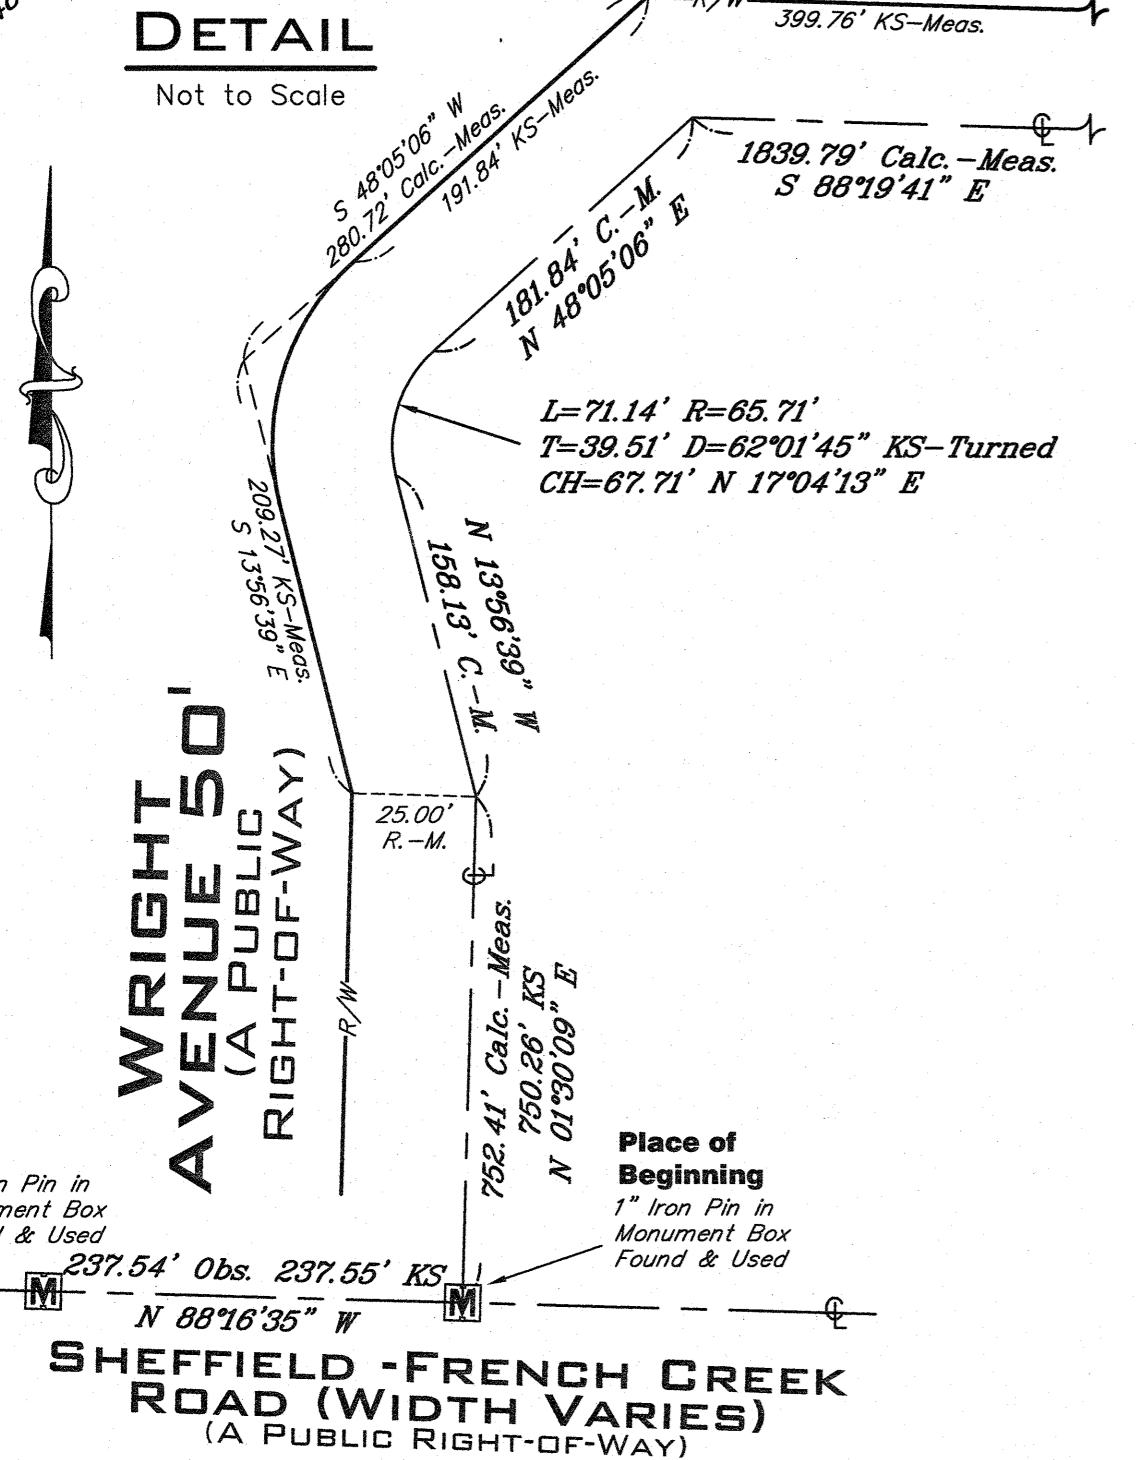 DETAIL
Not to Scale
R/W
399.76' KS-Meas.
S 48°05'06" W
280.72' Calc.-Meas.
191.84' KS-Meas.
℄
1839.79' Calc.-Meas.
S 88°19'41" E
181.84' C.-M.
N 48°05'06" E
L=71.14' R=65.71'
T=39.51' D=62°01'45" KS-Turned
CH=67.71' N 17°04'13" E
209.27' KS-Meas.
S 13°56'39" E
N 13°56'39" W
158.13' C.-M.
WRIGHT
AVENUE 50'
(A PUBLIC
RIGHT-OF-WAY)
25.00'
R.-M.
℄
R/W
752.41' Calc.-Meas.
750.26' KS
N 01°30'09" E
Place of
Beginning
1" Iron Pin in
Monument Box
Found & Used
Pin in
Box
& Used
237.54' Obs. 237.55' KS
M
M
℄
N 88°16'35" W
SHEFFIELD -FRENCH CREEK
ROAD (WIDTH VARIES)
(A PUBLIC RIGHT-OF-WAY)